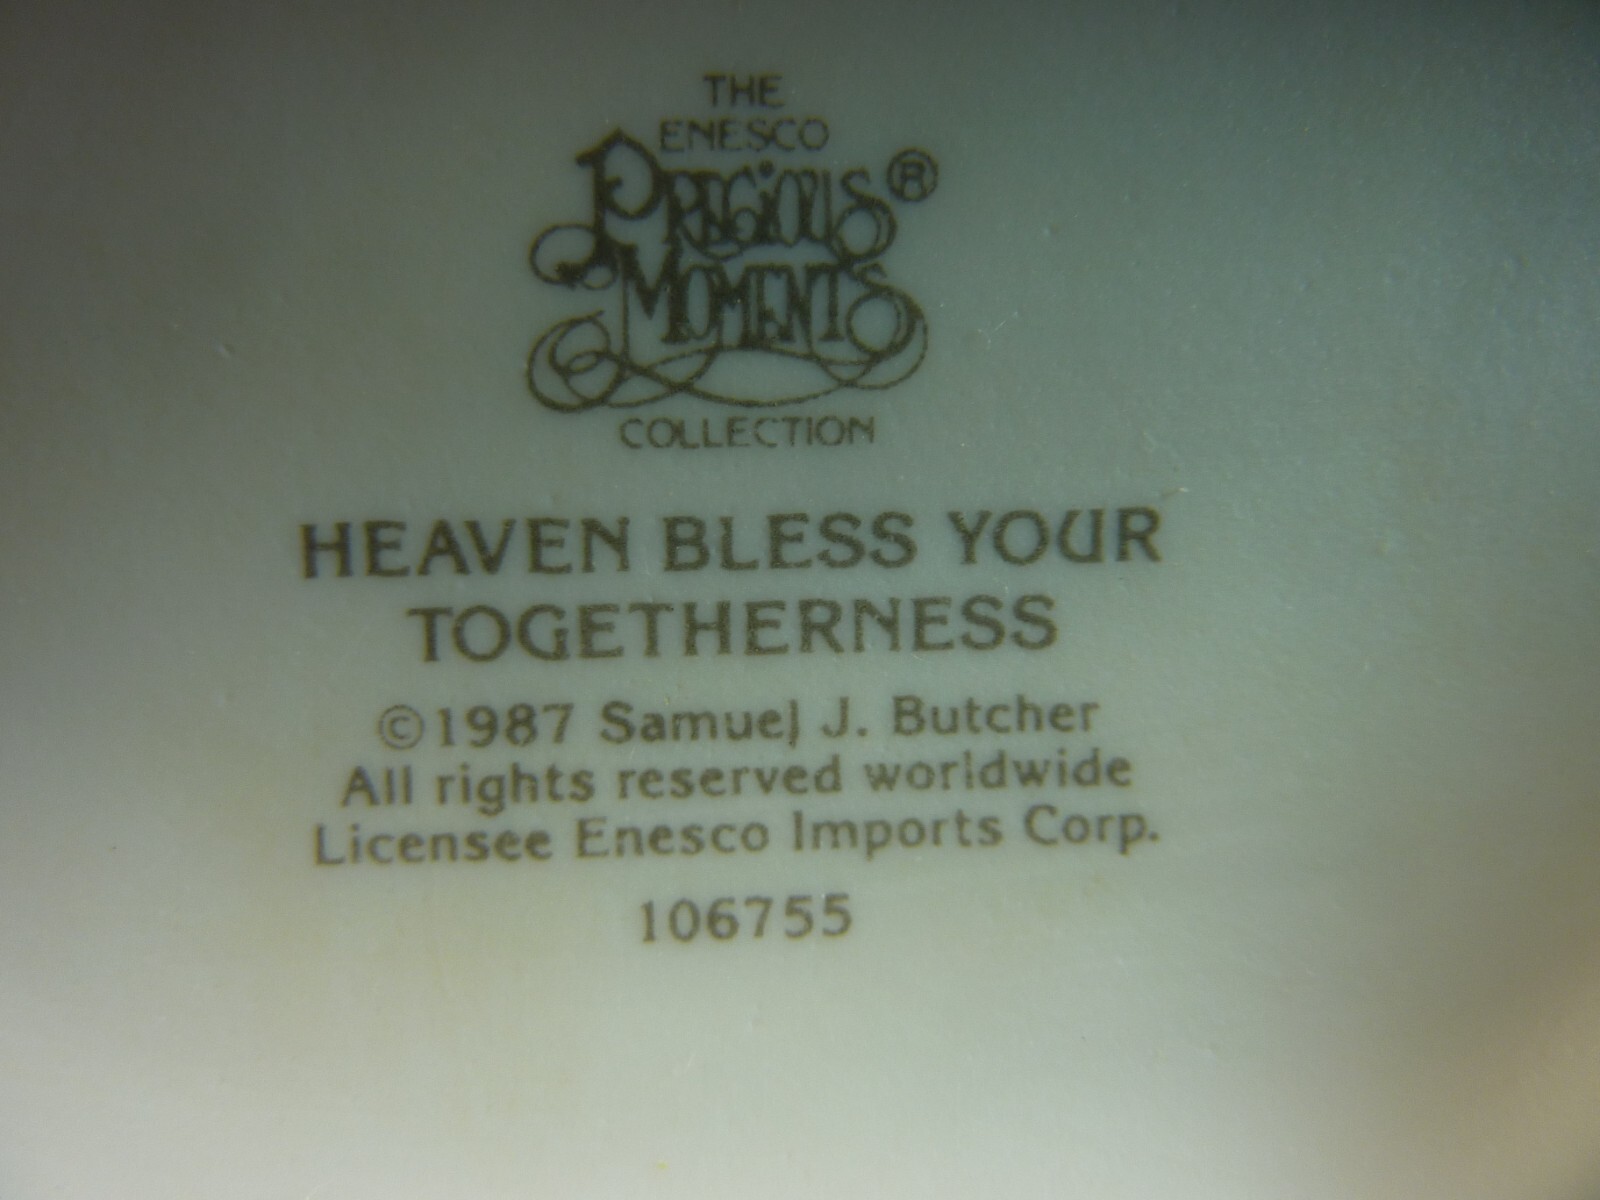 THE
ENESCO
PRECIOUS ®
MOMENTS
COLLECTION
HEAVEN BLESS YOUR
TOGETHERNESS
©1987 Samuel J. Butcher
All rights reserved worldwide
Licensee Enesco Imports Corp.
106755